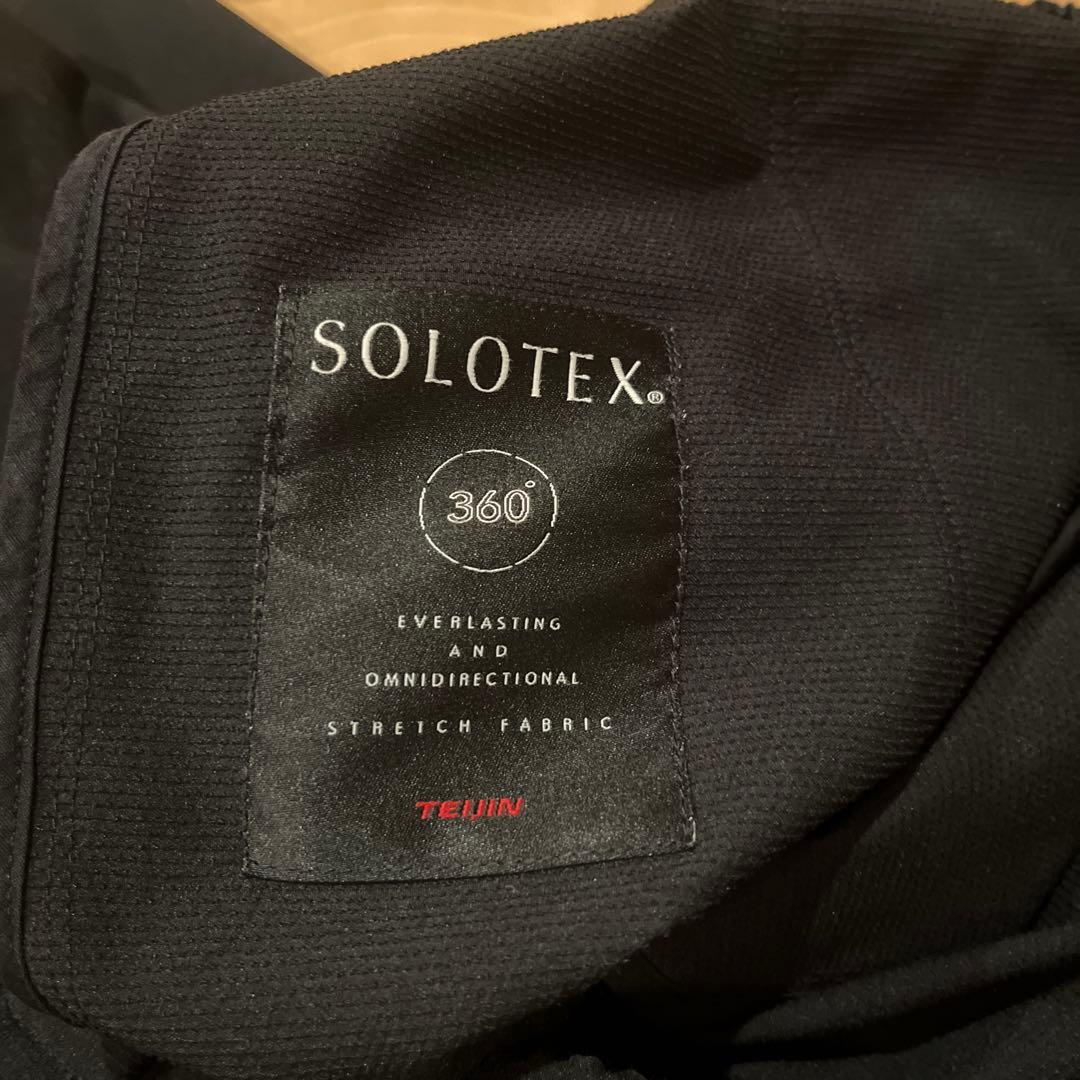 SOLOTEX®
360°
EVERLASTING
AND
OMNIDIRECTIONAL
STRETCH FABRIC
TEIJIN